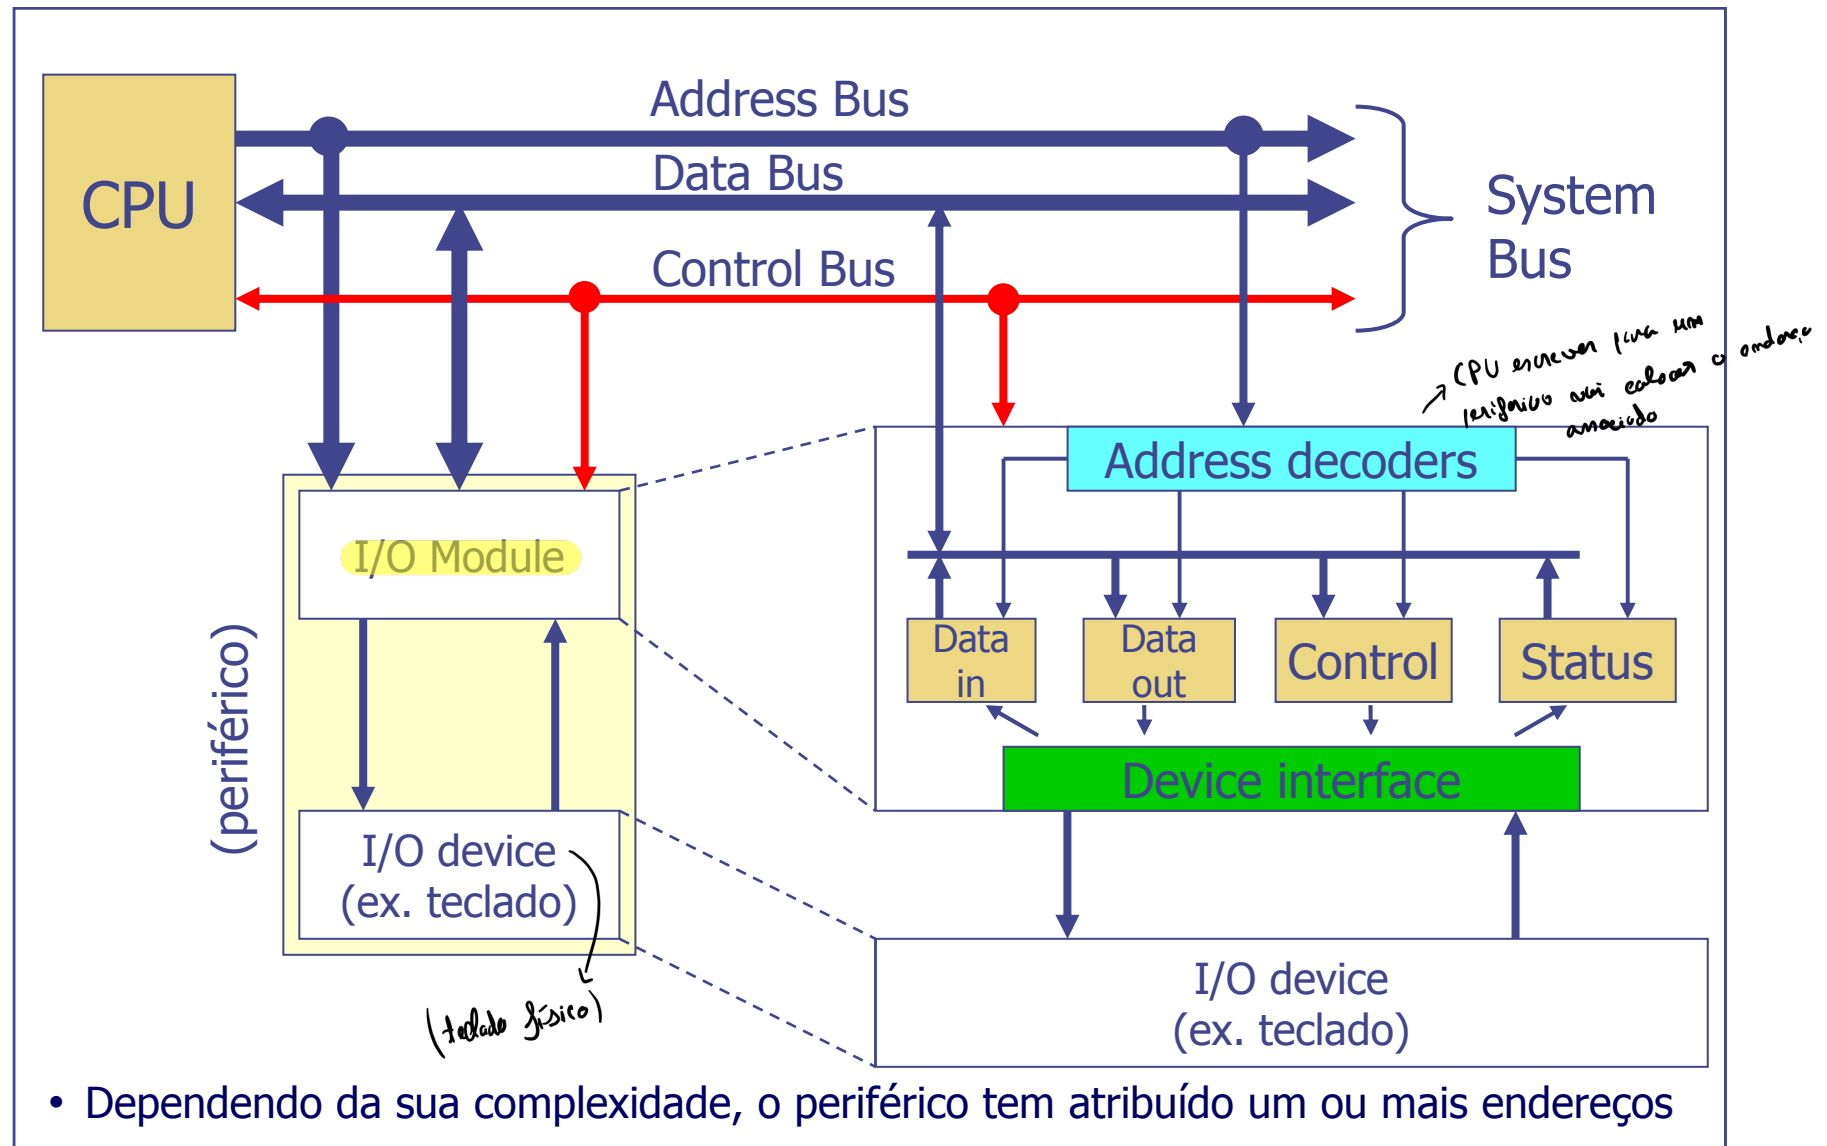 Address Bus
Data Bus
CPU
Control Bus
System
Bus
CPU escrever para um
periférico vai colocar o endereço
associado
Address decoders
I/O Module
Data
in
Data
out
Control
Status
(periférico)
Device interface
I/O device
(ex. teclado)
(teclado físico)
I/O device
(ex. teclado)
• Dependendo da sua complexidade, o periférico tem atribuído um ou mais endereços